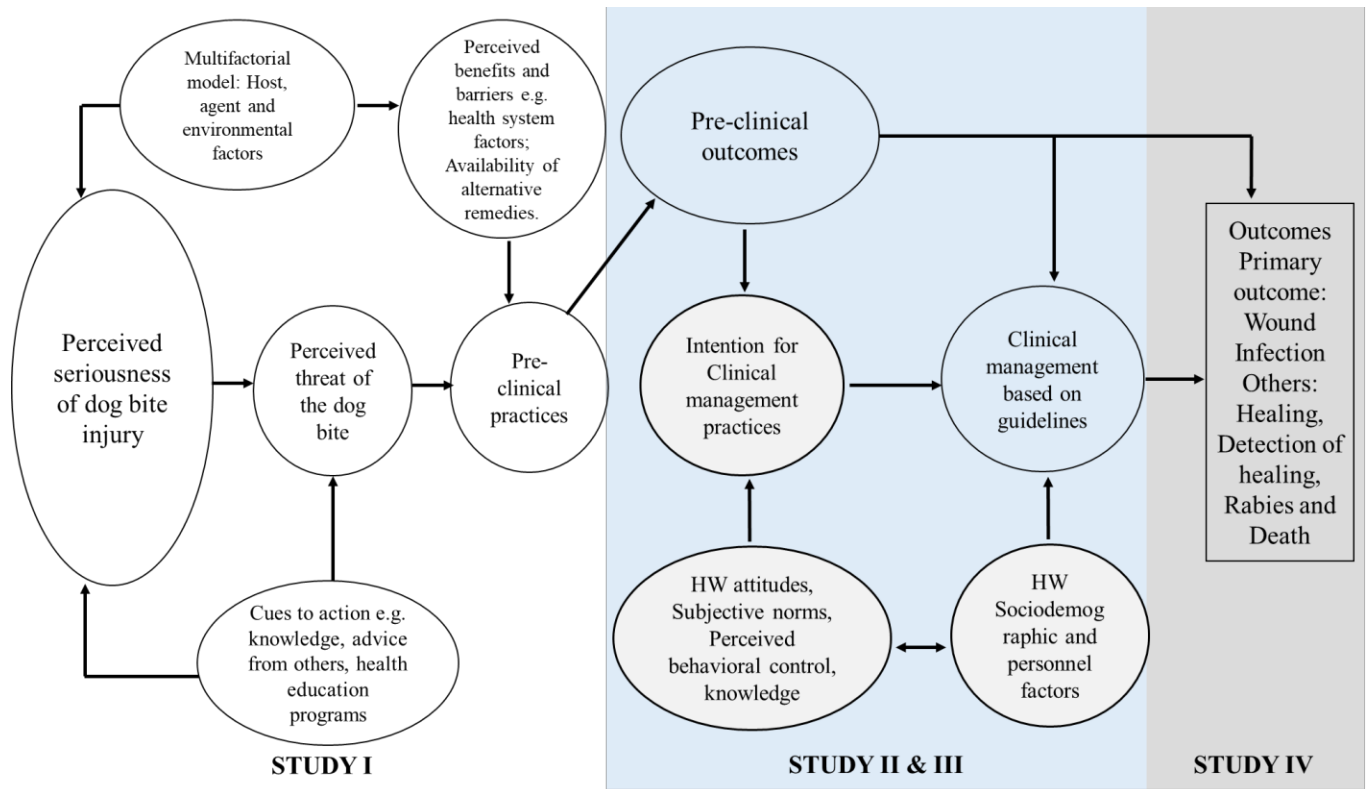 Multifactorial
model: Host,
agent and
environmental
factors
Perceived
benefits and
barriers e.g.
health system
factors;
Availability of
alternative
remedies.
Perceived
seriousness
of dog bite
injury
Perceived
threat of
the dog
bite
Pre-
clinical
practices
Cues to action e.g.
knowledge, advice
from others, health
education
programs
STUDY I
Pre-clinical
outcomes
Intention for
Clinical
management
practices
Clinical
management
based on
guidelines
HW attitudes,
Subjective norms,
Perceived
behavioral control,
knowledge
HW
Sociodemog
raphic and
personnel
factors
STUDY II & III
Outcomes
Primary
outcome:
Wound
Infection
Others:
Healing,
Detection of
healing,
Rabies and
Death
STUDY IV